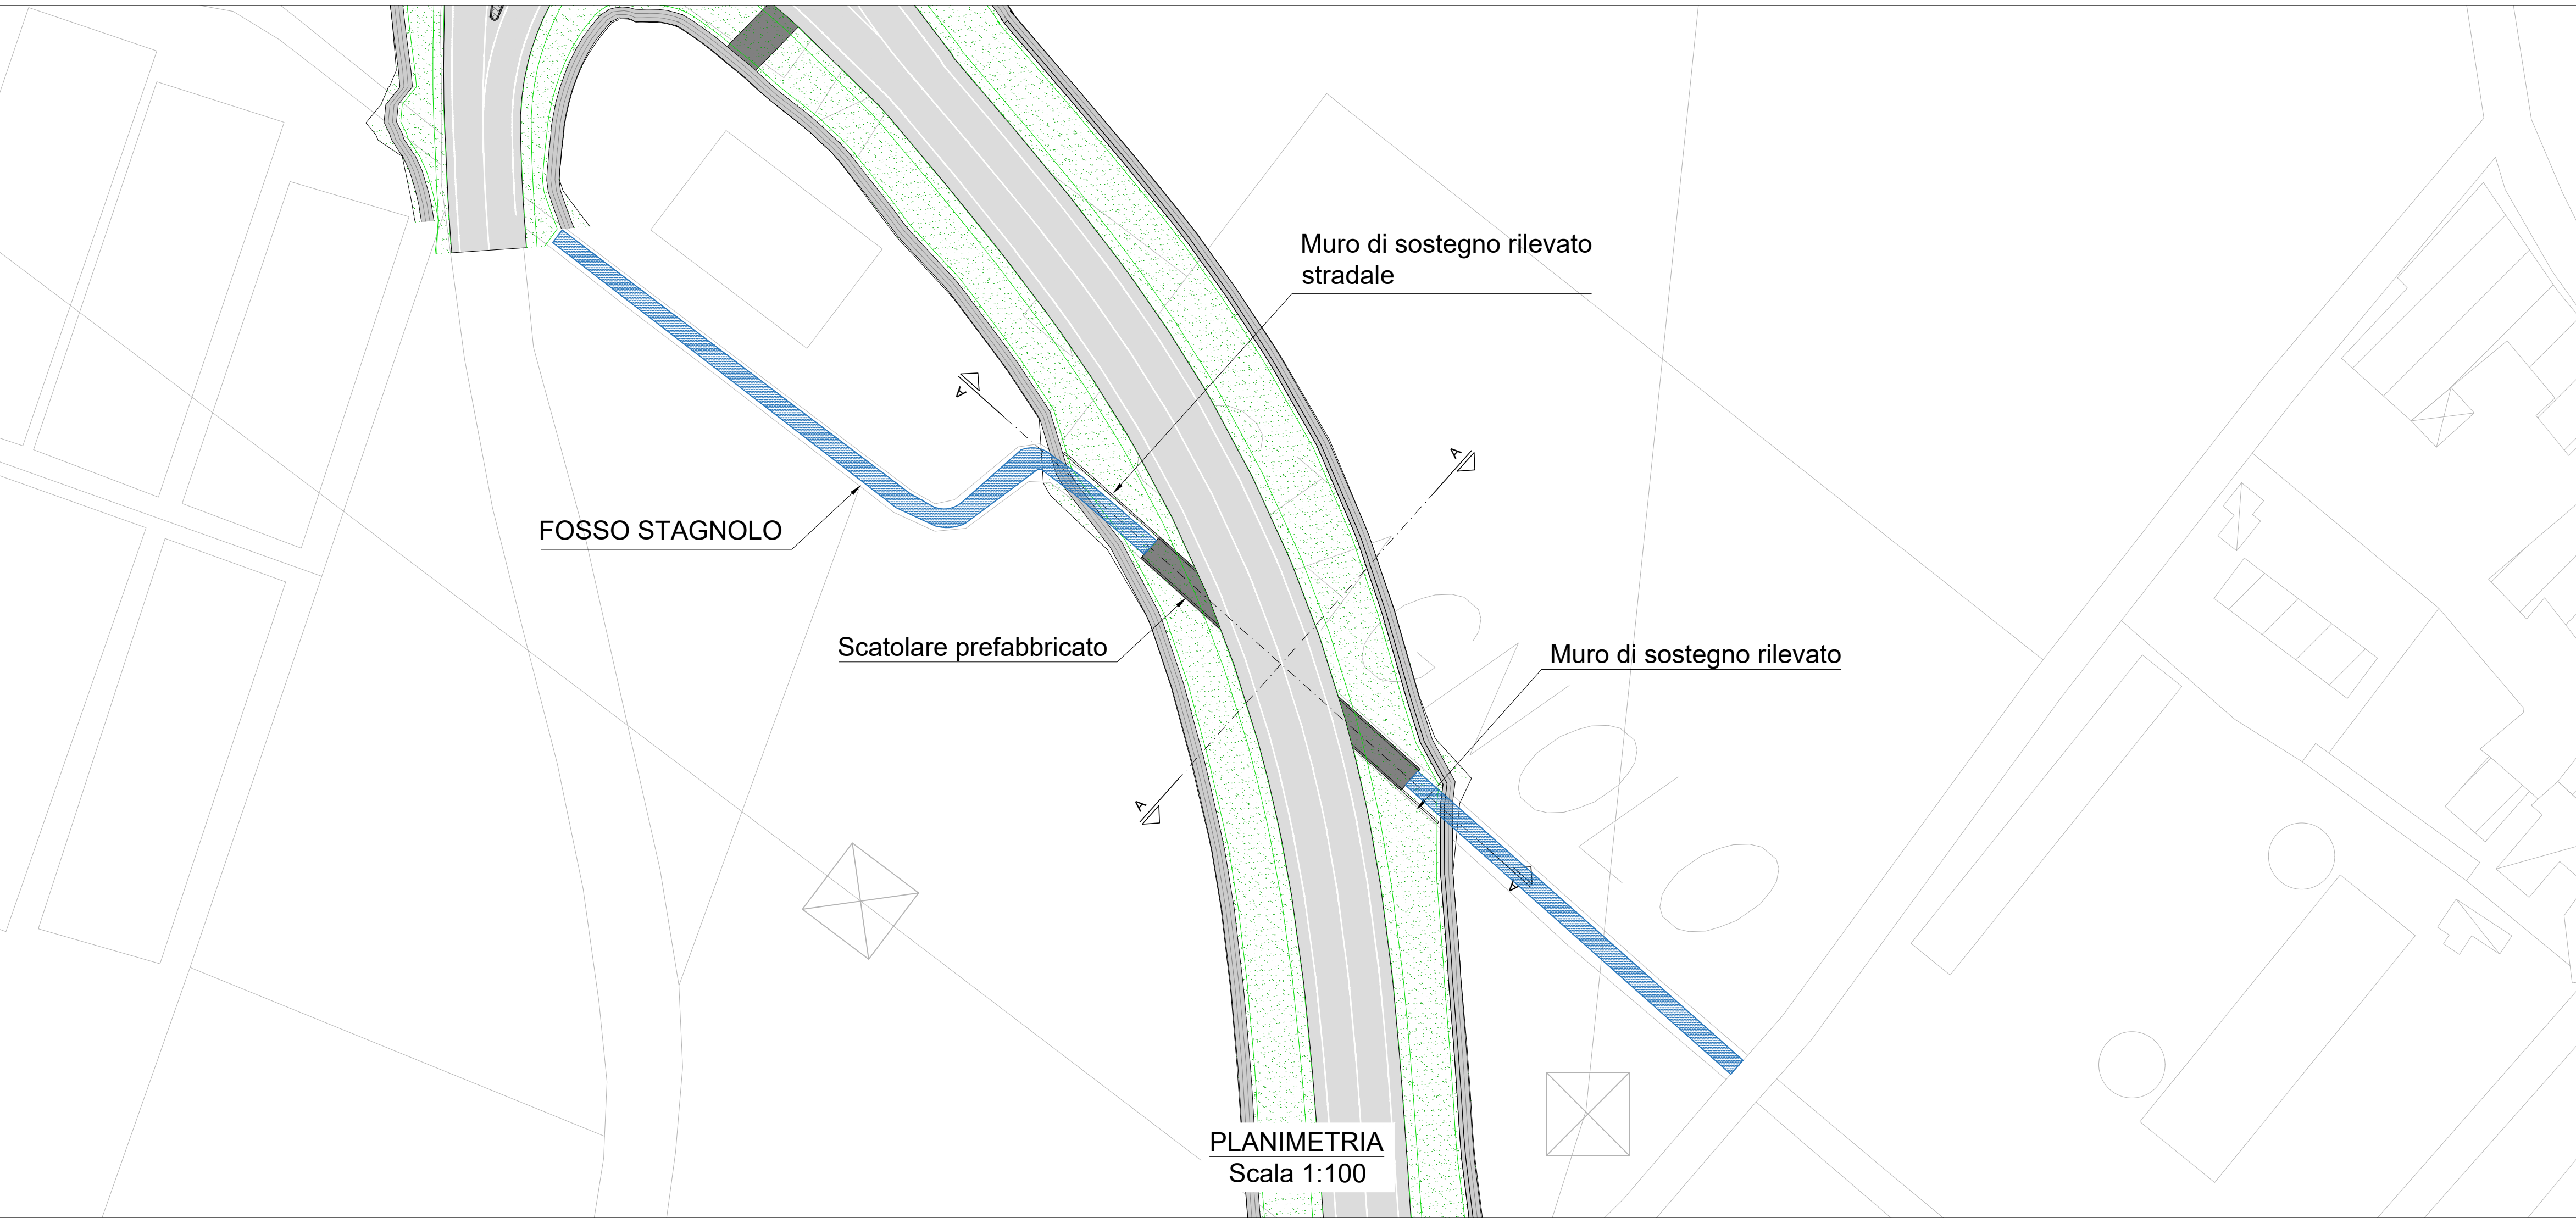 Muro di sostegno rilevato
stradale
A
A
FOSSO STAGNOLO
Scatolare prefabbricato
Muro di sostegno rilevato
A
A
PLANIMETRIA
Scala 1:100